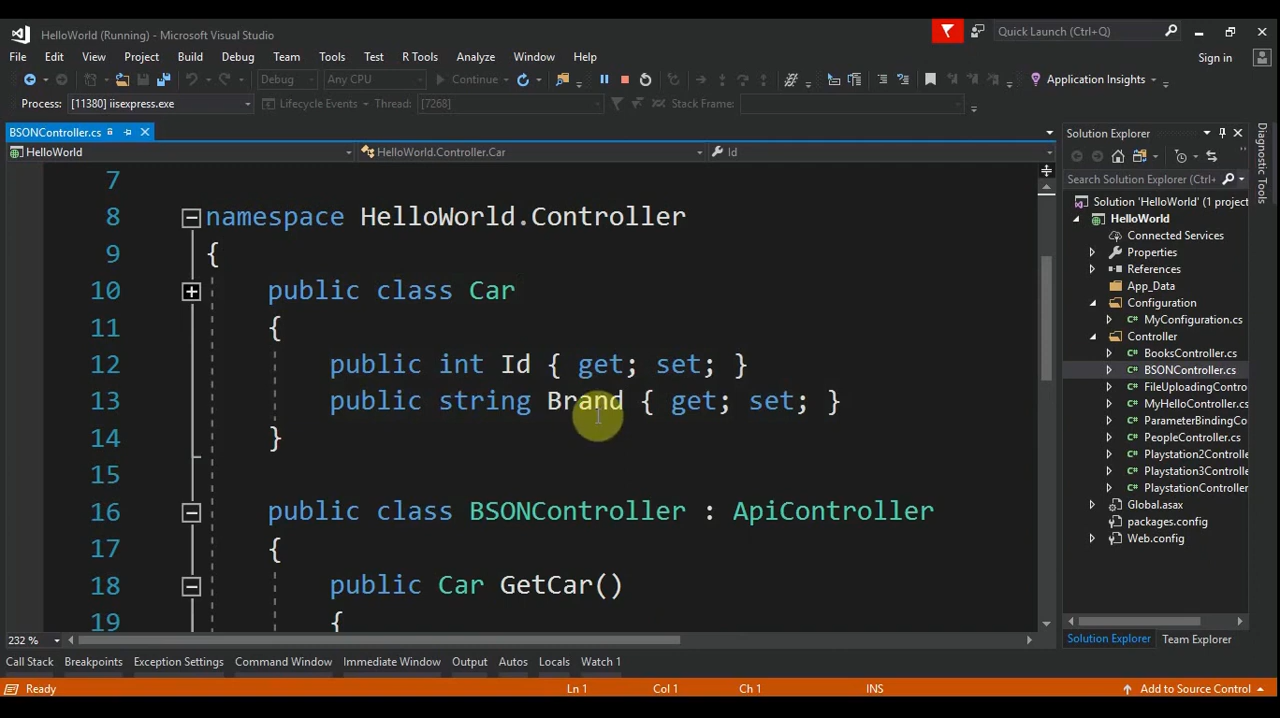 HelloWorld (Running) - Microsoft Visual Studio
Quick Launch (Ctrl+Q)
File Edit View Project Build Debug Team Tools Test R Tools Analyze Window Help
Sign in
Debug Any CPU Continue Application Insights
Process: [11380] iisexpress.exe Lifecycle Events Thread: [7268] Stack Frame:
BSONController.cs
HelloWorld HelloWorld.Controller.Car Id
7
8 namespace HelloWorld.Controller
9 {
10 public class Car
11 {
12 public int Id { get; set; }
13 public string Brand { get; set; }
14 }
15
16 public class BSONController : ApiController
17 {
18 public Car GetCar()
19 {
232 %
Solution Explorer
Search Solution Explorer (Ctrl+
Solution 'HelloWorld' (1 project
HelloWorld
Connected Services
Properties
References
App_Data
Configuration
C# MyConfiguration.cs
Controller
C# BooksController.cs
C# BSONController.cs
C# FileUploadingContro
C# MyHelloController.cs
C# ParameterBindingCo
C# PeopleController.cs
C# Playstation2Controlle
C# Playstation3Controlle
C# PlaystationController
Global.asax
packages.config
Web.config
Solution Explorer Team Explorer
Diagnostic Tools
Call Stack Breakpoints Exception Settings Command Window Immediate Window Output Autos Locals Watch 1
Ready Ln 1 Col 1 Ch 1 INS Add to Source Control